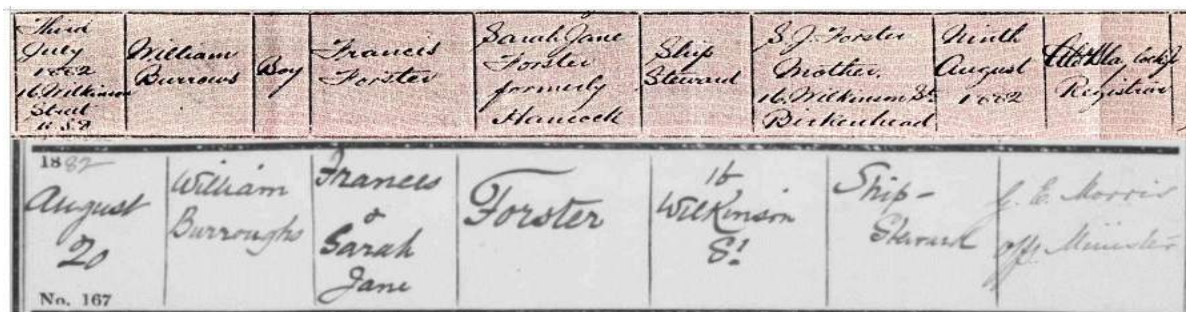 Third
July
1882
16 Wilkinson
Street
U.S.D
William
Burrows
Boy
Francis
Forster
Sarah Jane
Forster
formerly
Hancock
Ship
Steward
S. J. Forster
Mother.
16 Wilkinson St
Birkenhead
Ninth
August
1882
Registrar
1882
August
20
No. 167
William
Burroughs
Frances
&
Sarah
Jane
Forster
16
Wilkinson
St
Ship-
Steward
J. E. Morris
Offg Minister